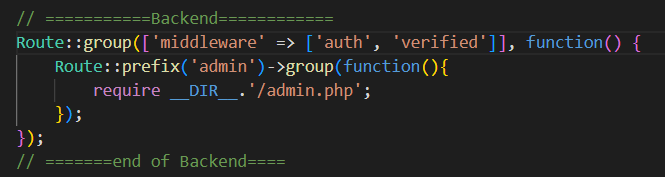 // ===========Backend============
Route::group(['middleware' => ['auth', 'verified']], function() {
    Route::prefix('admin')->group(function(){
        require __DIR__.'/admin.php';
    });
});
// =======end of Backend====